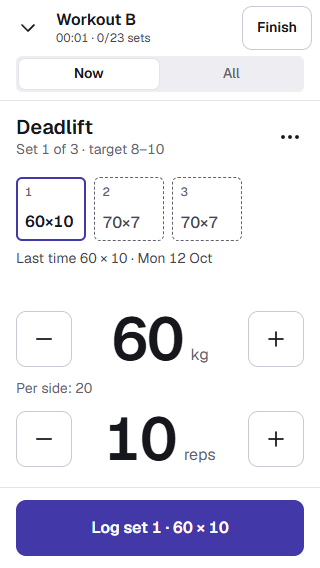 Workout B
00:01 · 0/23 sets
Finish
Now
All
Deadlift
Set 1 of 3 · target 8–10
1
60×10
2
70×7
3
70×7
Last time 60 × 10 · Mon 12 Oct
60 kg
Per side: 20
10 reps
Log set 1 · 60 × 10